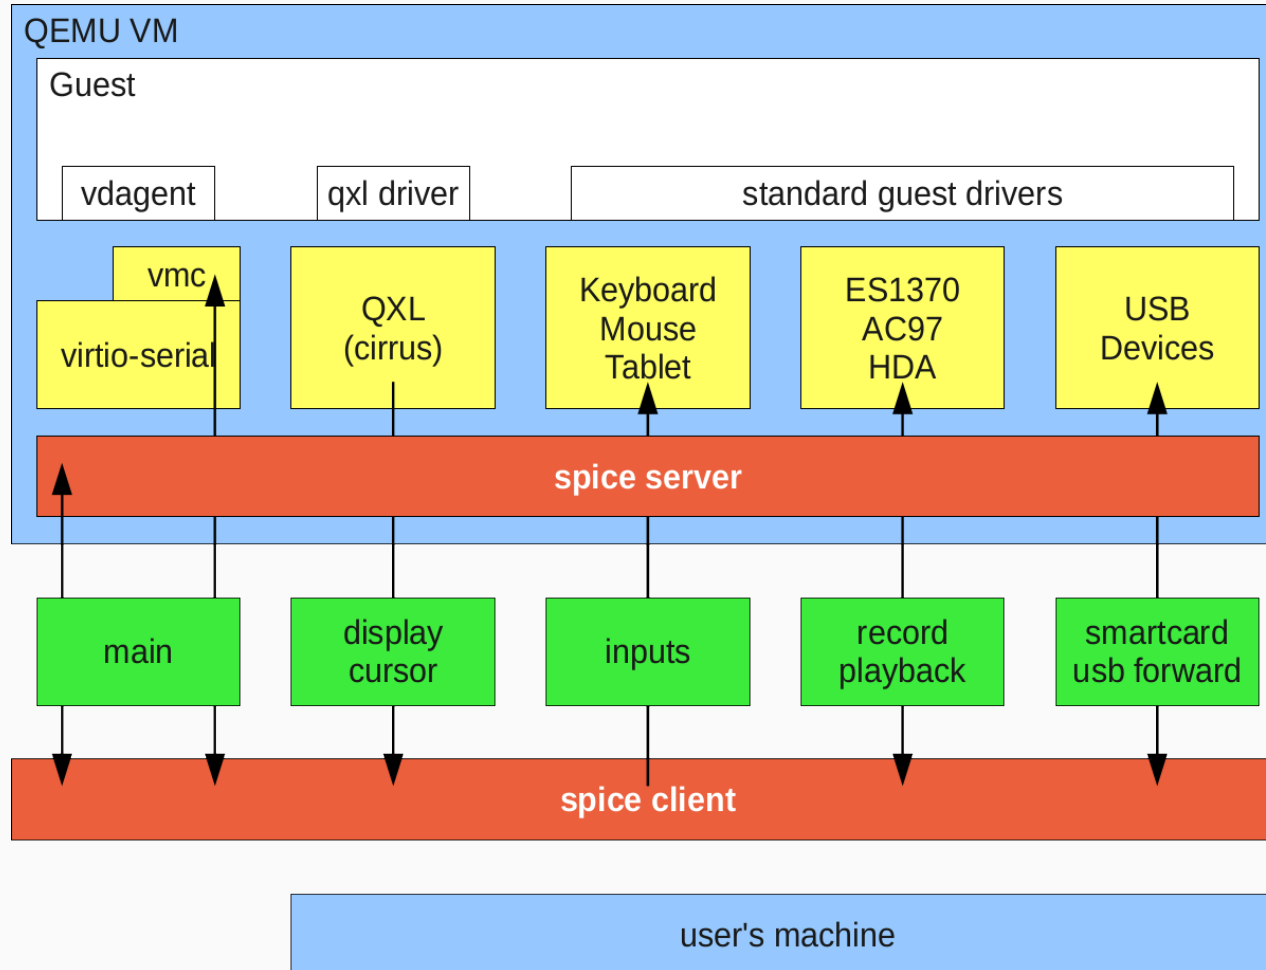 QEMU VM
Guest
vdagent
qxl driver
standard guest drivers
vmc
virtio-serial
QXL
(cirrus)
Keyboard
Mouse
Tablet
ES1370
AC97
HDA
USB
Devices
spice server
main
display
cursor
inputs
record
playback
smartcard
usb forward
spice client
user's machine